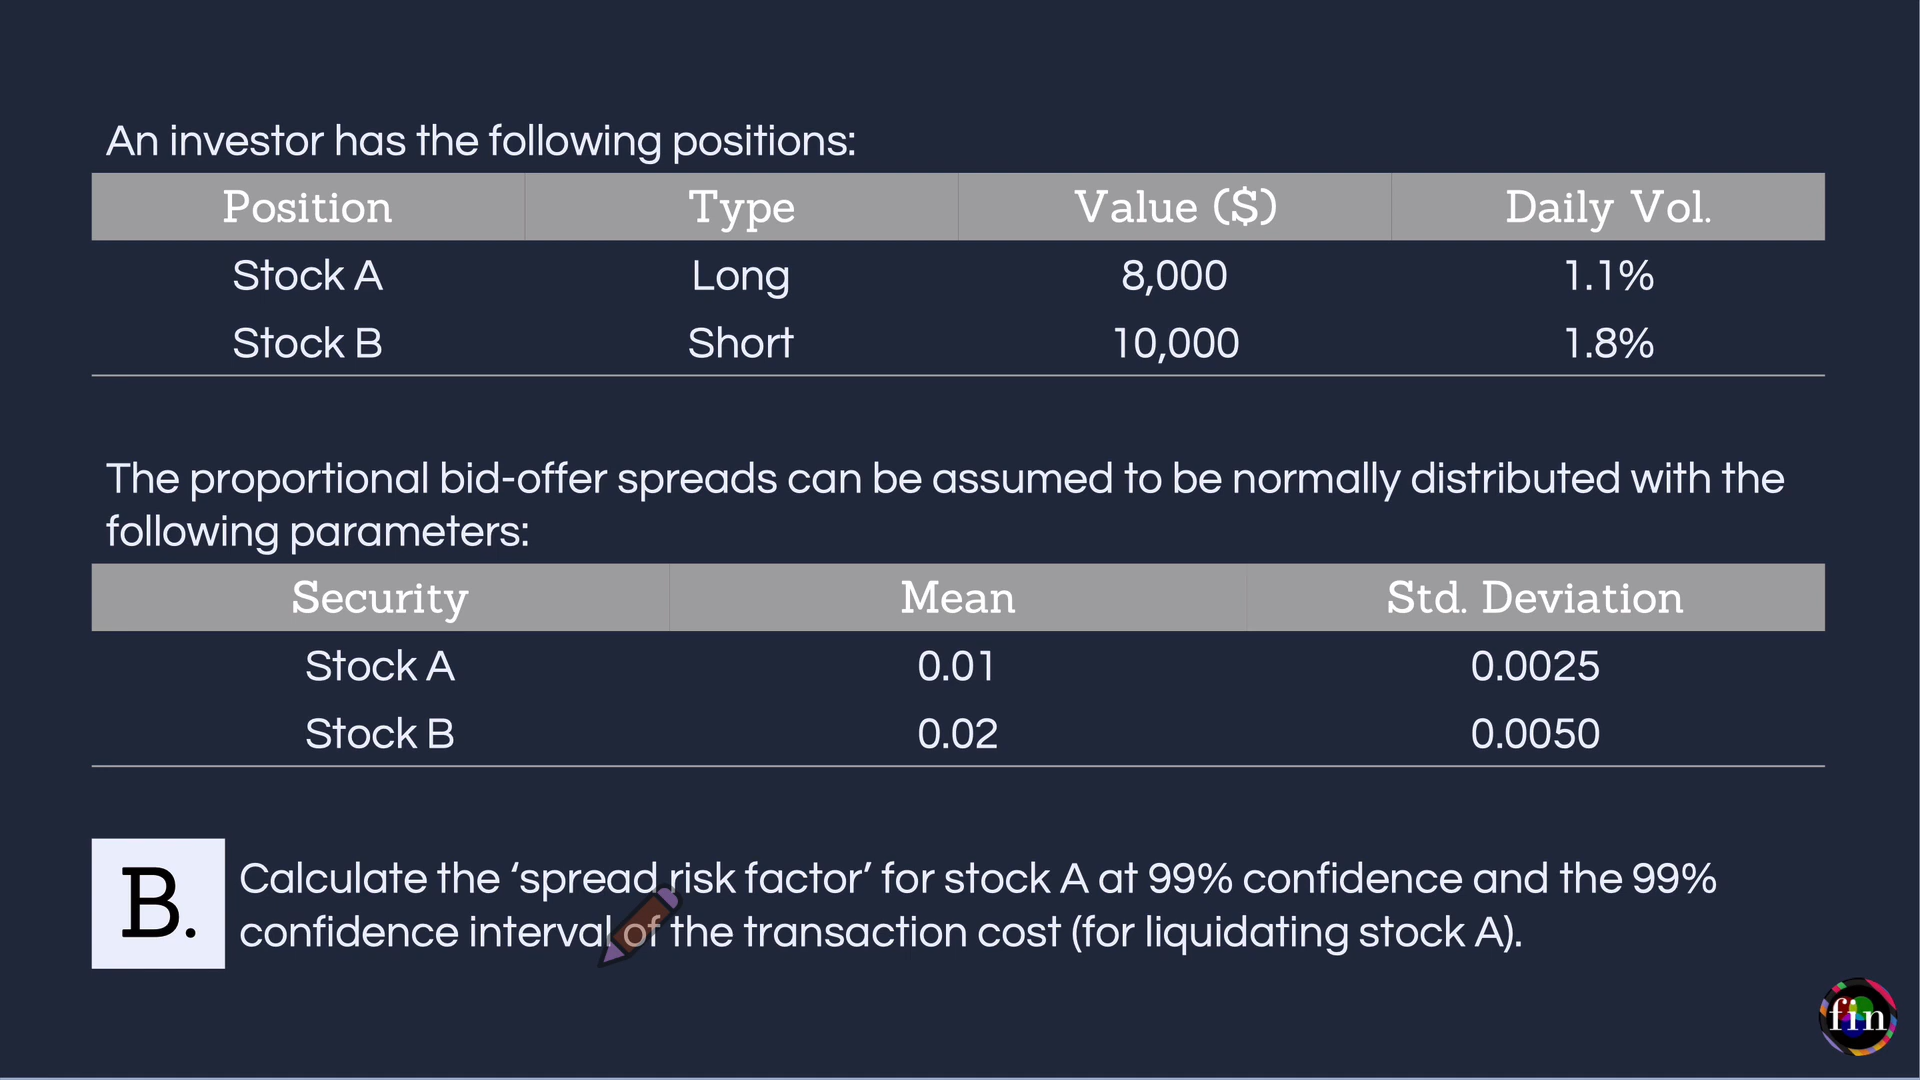 An investor has the following positions:
Position Type Value ($) Daily Vol.
Stock A Long 8,000 1.1%
Stock B Short 10,000 1.8%
The proportional bid-offer spreads can be assumed to be normally distributed with the
following parameters:
Security Mean Std. Deviation
Stock A 0.01 0.0025
Stock B 0.02 0.0050
B. Calculate the ‘spread risk factor’ for stock A at 99% confidence and the 99%
confidence interval of the transaction cost (for liquidating stock A).
fin